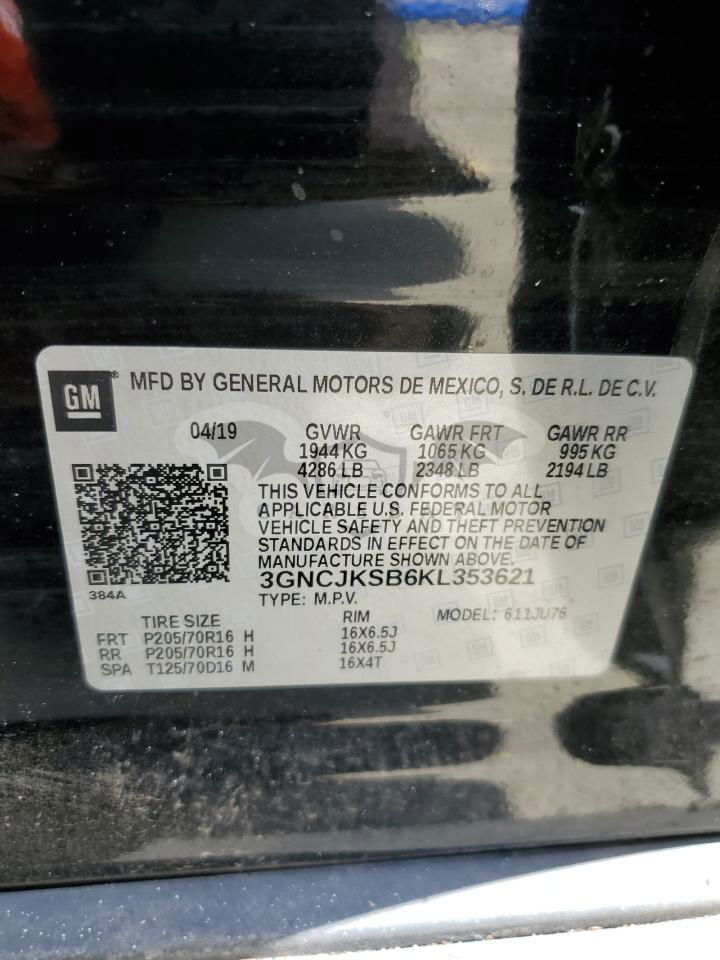 GM
MFD BY GENERAL MOTORS DE MEXICO, S. DE R.L. DE C.V.
04/19 GVWR GAWR FRT GAWR RR
1944 KG 1065 KG 995 KG
4286 LB 2348 LB 2194 LB
THIS VEHICLE CONFORMS TO ALL
APPLICABLE U.S. FEDERAL MOTOR
VEHICLE SAFETY AND THEFT PREVENTION
STANDARDS IN EFFECT ON THE DATE OF
MANUFACTURE SHOWN ABOVE.
3GNCJKSB6KL353621
384A
TYPE: M.P.V.
MODEL: 611JU76
TIRE SIZE RIM
FRT P205/70R16 H 16X6.5J
RR P205/70R16 H 16X6.5J
SPA T125/70D16 M 16X4T